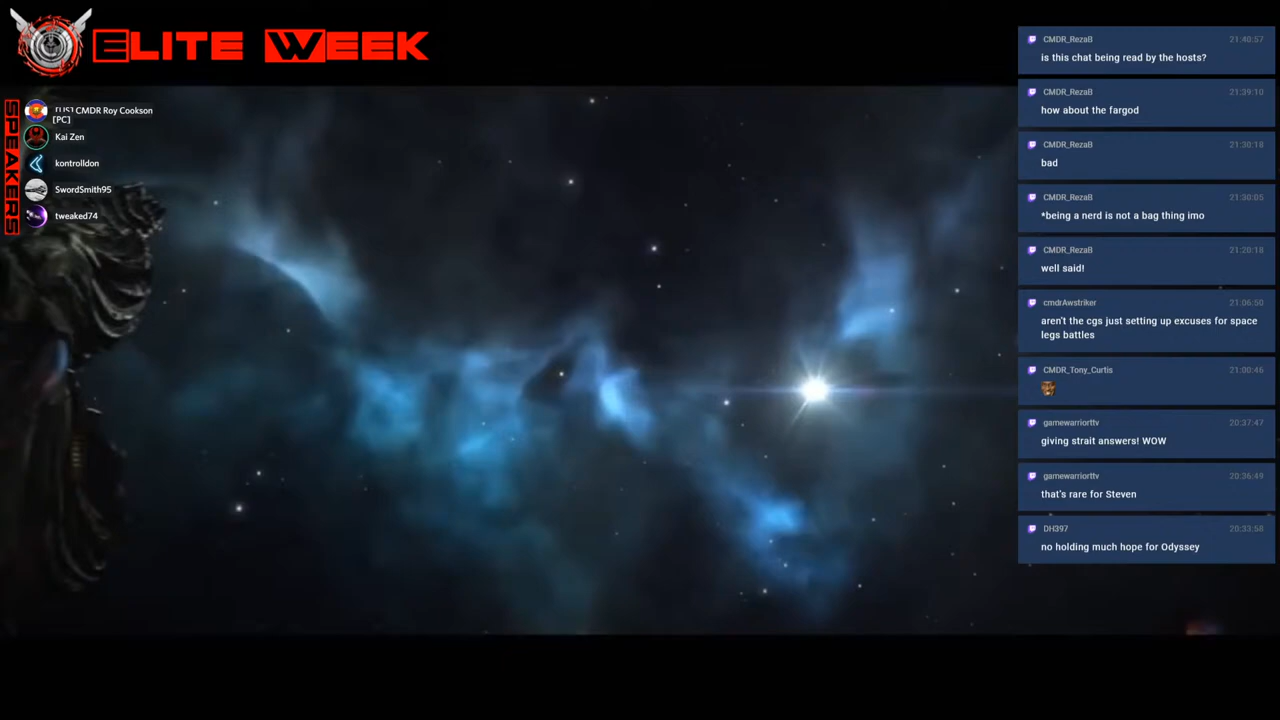 ELITE WEEK
SPEAKERS
[US] CMDR Roy Cookson
[PC]
Kai Zen
kontrolldon
SwordSmith95
tweaked74
CMDR_RezaB 21:40:57
is this chat being read by the hosts?
CMDR_RezaB 21:39:10
how about the fargod
CMDR_RezaB 21:30:18
bad
CMDR_RezaB 21:30:05
*being a nerd is not a bag thing imo
CMDR_RezaB 21:20:18
well said!
cmdrAwstriker 21:06:50
aren't the cgs just setting up excuses for space
legs battles
CMDR_Tony_Curtis 21:00:46
gamewarriorttv 20:37:47
giving strait answers! WOW
gamewarriorttv 20:36:49
that's rare for Steven
DH397 20:33:58
no holding much hope for Odyssey